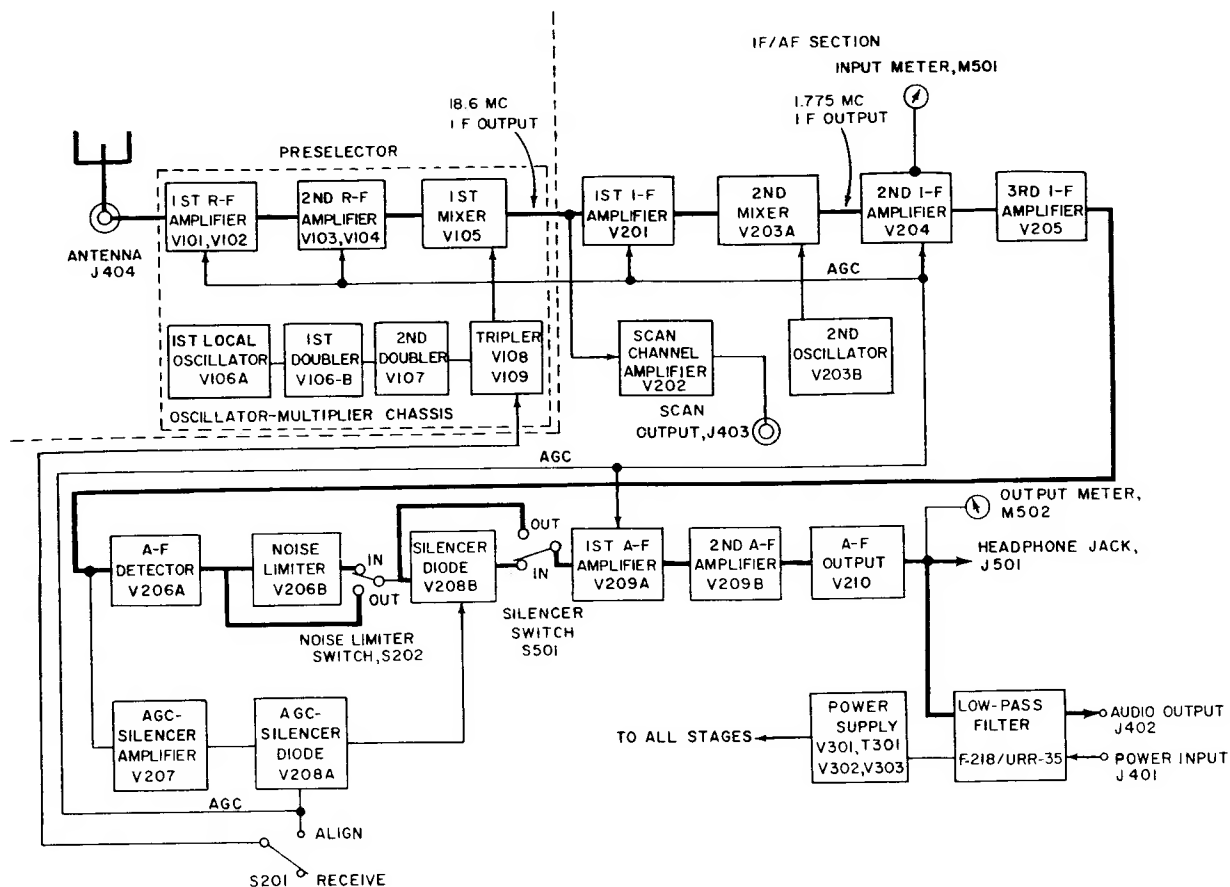 IF/AF SECTION
INPUT METER, M501
18.6 MC
I F OUTPUT
1.775 MC
I F OUTPUT
PRESELECTOR
ANTENNA
J404
1ST R-F
AMPLIFIER
V101, V102
2ND R-F
AMPLIFIER
V103, V104
1ST
MIXER
V105
1ST I-F
AMPLIFIER
V201
2ND
MIXER
V203A
2ND I-F
AMPLIFIER
V204
3RD I-F
AMPLIFIER
V205
AGC
1ST LOCAL
OSCILLATOR
V106A
1ST
DOUBLER
V106-B
2ND
DOUBLER
V107
TRIPLER
V108
V109
OSCILLATOR-MULTIPLIER CHASSIS
SCAN
CHANNEL
AMPLIFIER
V202
2ND
OSCILLATOR
V203B
SCAN
OUTPUT, J403
AGC
OUTPUT METER,
M502
A-F
DETECTOR
V206A
NOISE
LIMITER
V206B
IN
OUT
NOISE LIMITER
SWITCH, S202
SILENCER
DIODE
V208B
OUT
IN
SILENCER
SWITCH
S501
1ST A-F
AMPLIFIER
V209A
2ND A-F
AMPLIFIER
V209B
A-F
OUTPUT
V210
HEADPHONE JACK,
J501
AGC-
SILENCER
AMPLIFIER
V207
AGC-
SILENCER
DIODE
V208A
TO ALL STAGES
POWER
SUPPLY
V301, T301
V302, V303
LOW-PASS
FILTER
F-218/URR-35
AUDIO OUTPUT
J402
POWER INPUT
J401
AGC
ALIGN
S201
RECEIVE